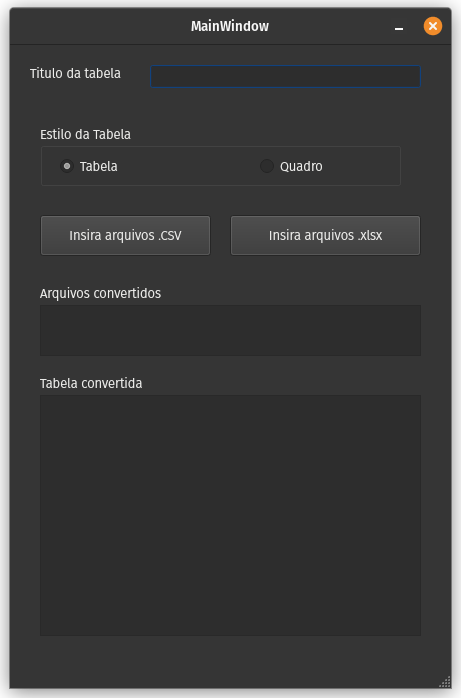 MainWindow
Titulo da tabela
Estilo da Tabela
Tabela
Quadro
Insira arquivos .CSV
Insira arquivos .xlsx
Arquivos convertidos
Tabela convertida